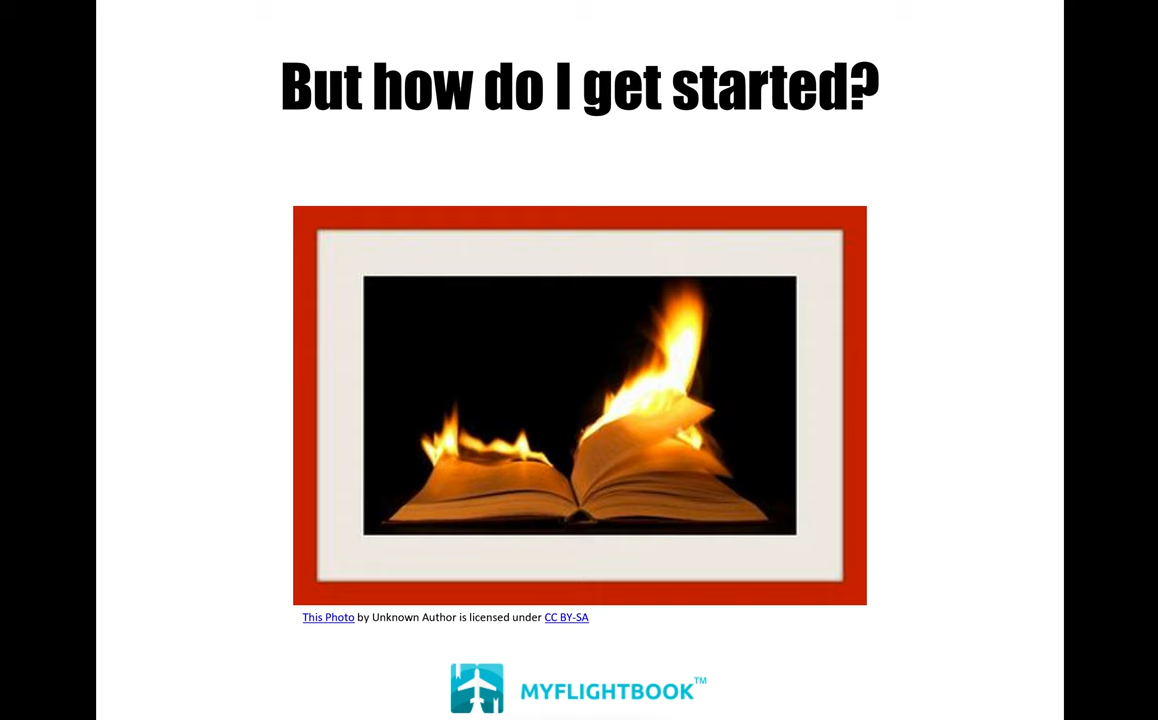 But how do I get started?
This Photo by Unknown Author is licensed under CC BY-SA
MYFLIGHTBOOK™